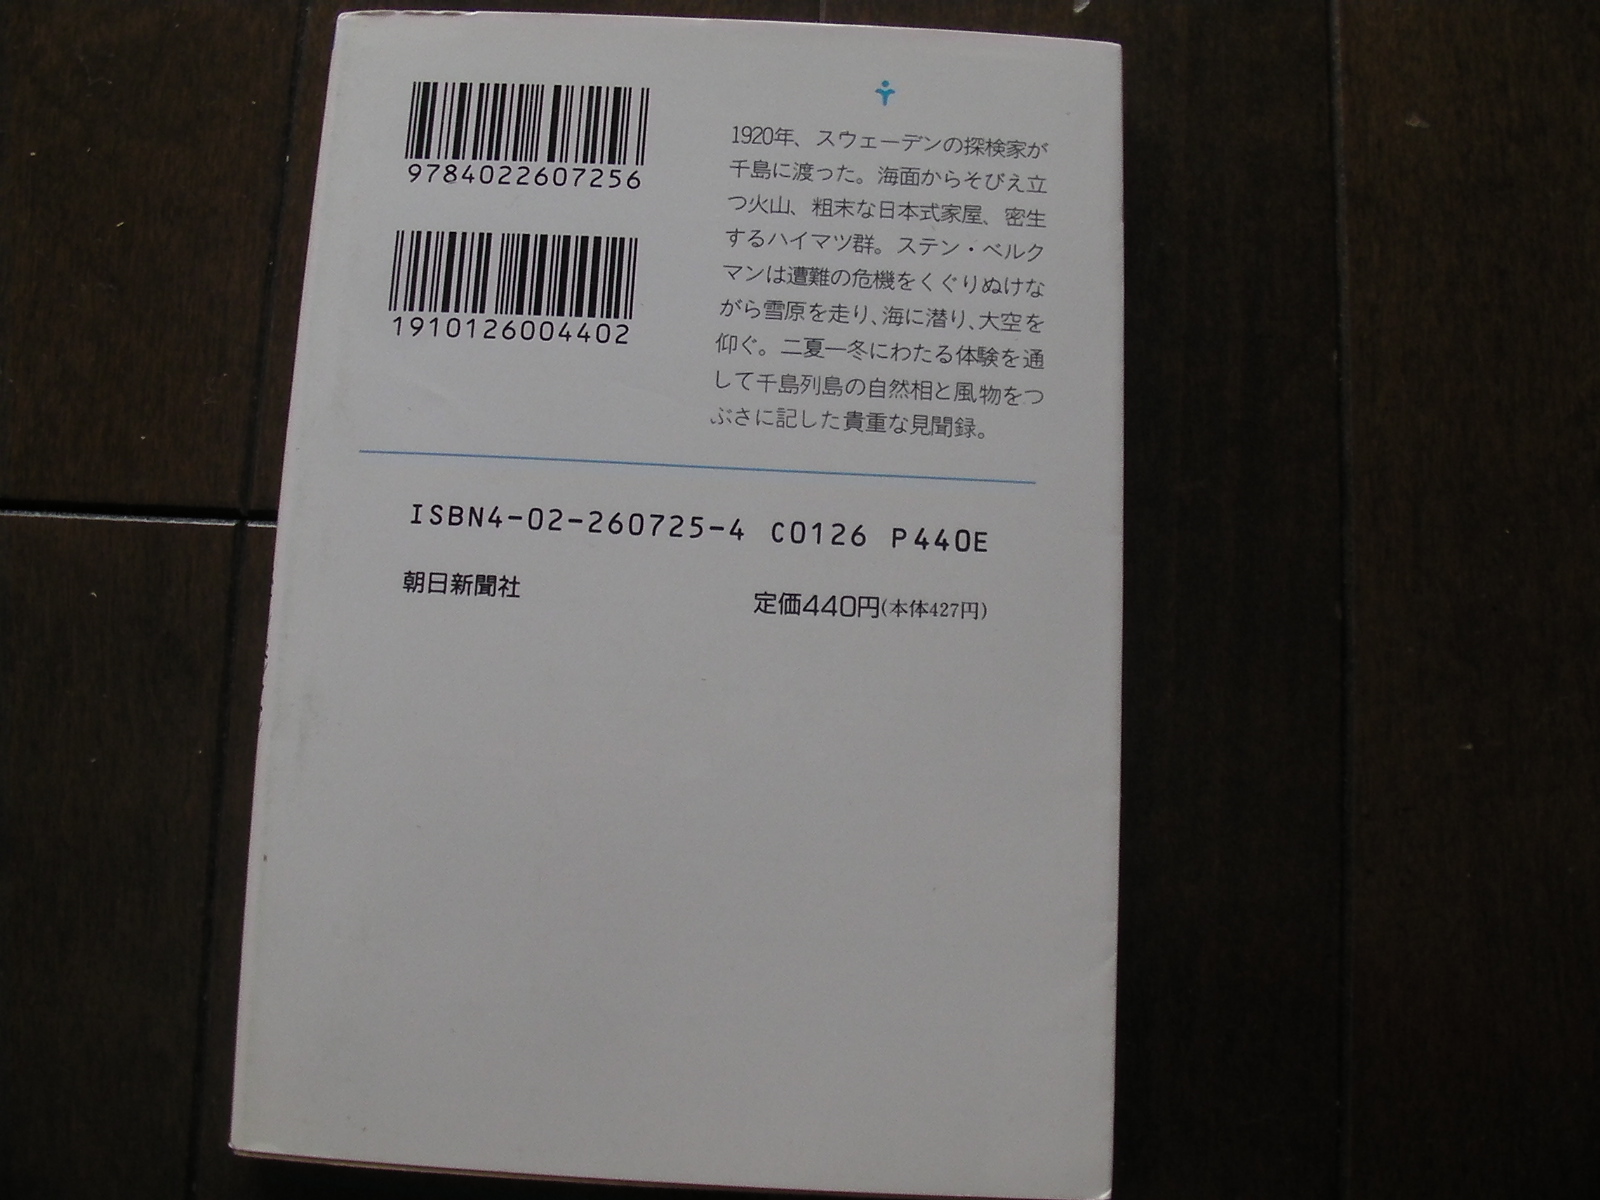 9784022607256
1910126004402
1920年、スウェーデンの探検家が
千島に渡った。海面からそびえ立
つ火山、粗末な日本式家屋、密生
するハイマツ群。ステン・ベルク
マンは遭難の危機をくぐりぬけな
がら雪原を走り、海に潜り、大空を
仰ぐ。二夏一冬にわたる体験を通
して千島列島の自然相と風物をつ
ぶさに記した貴重な見聞録。
ISBN4-02-260725-4 C0126 P440E
朝日新聞社
定価440円(本体427円)